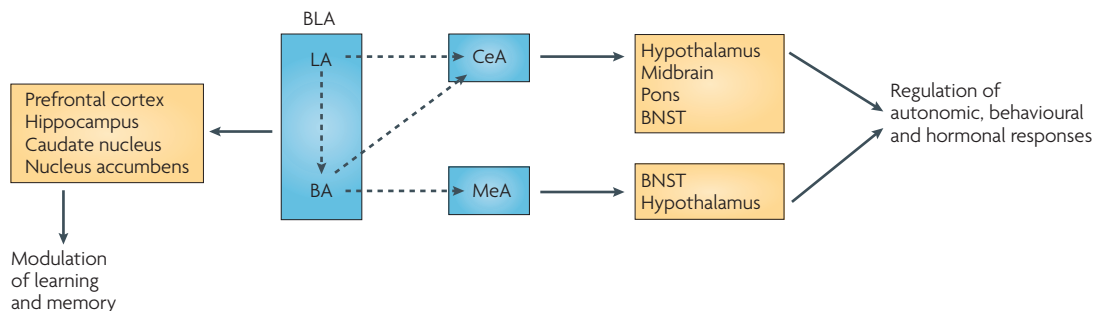 BLA
LA
BA
CeA
MeA
Prefrontal cortex
Hippocampus
Caudate nucleus
Nucleus accumbens
Modulation
of learning
and memory
Hypothalamus
Midbrain
Pons
BNST
BNST
Hypothalamus
Regulation of
autonomic, behavioural
and hormonal responses